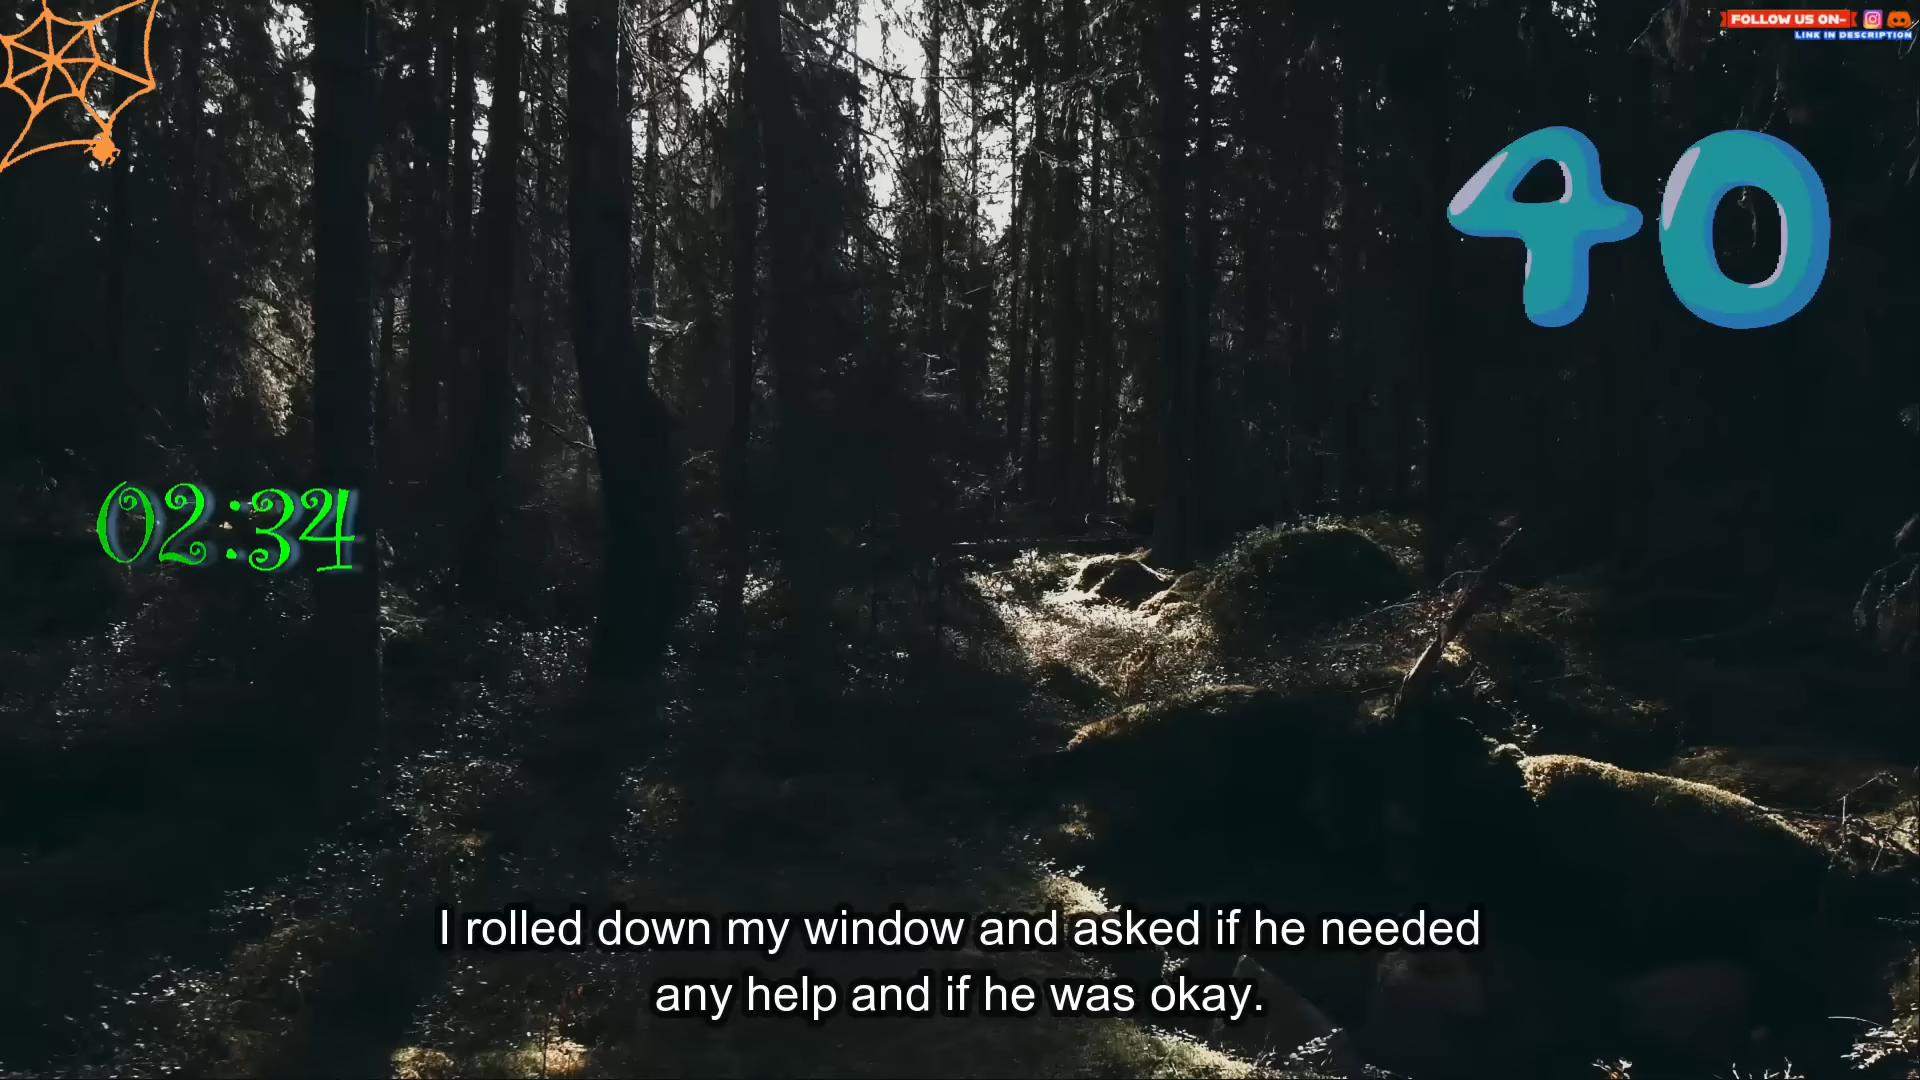 FOLLOW US ON-
LINK IN DESCRIPTION
40
02:34
I rolled down my window and asked if he needed
any help and if he was okay.